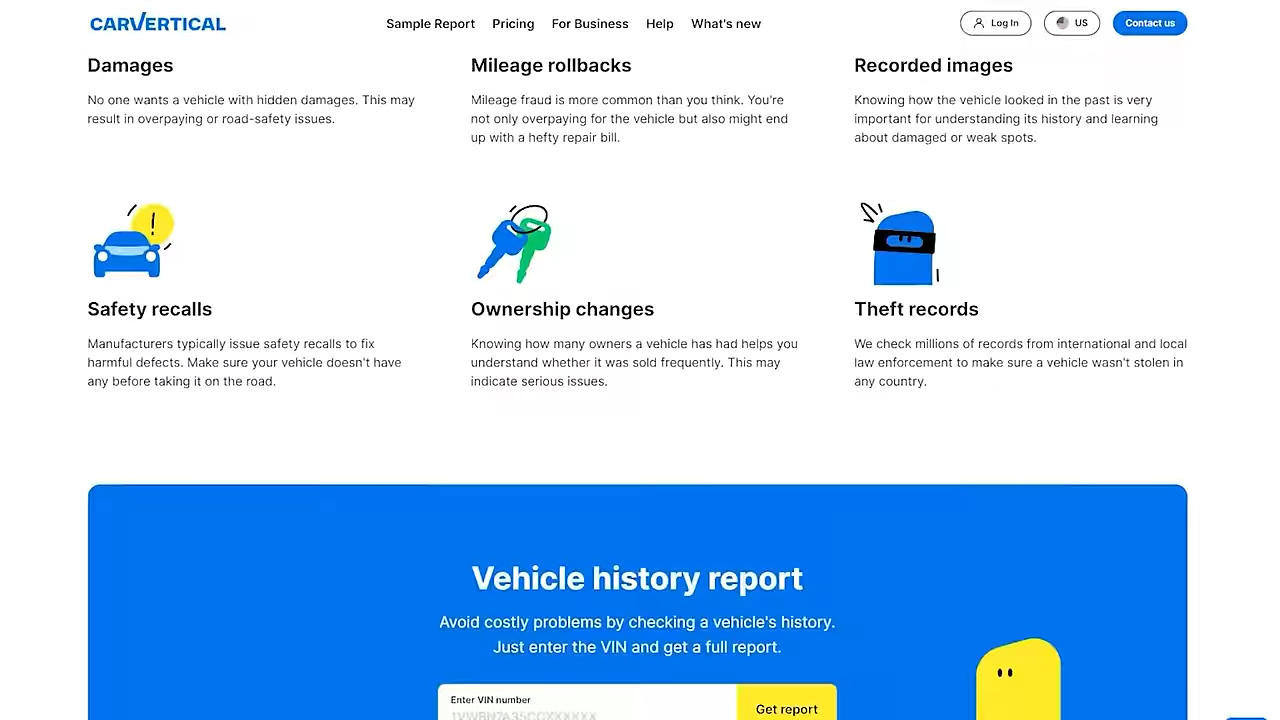 CARVERTICAL
Sample Report
Pricing
For Business
Help
What's new
Log In
US
Contact us
Damages
No one wants a vehicle with hidden damages. This may
result in overpaying or road-safety issues.
Mileage rollbacks
Mileage fraud is more common than you think. You're
not only overpaying for the vehicle but also might end
up with a hefty repair bill.
Recorded images
Knowing how the vehicle looked in the past is very
important for understanding its history and learning
about damaged or weak spots.
Safety recalls
Manufacturers typically issue safety recalls to fix
harmful defects. Make sure your vehicle doesn't have
any before taking it on the road.
Ownership changes
Knowing how many owners a vehicle has had helps you
understand whether it was sold frequently. This may
indicate serious issues.
Theft records
We check millions of records from international and local
law enforcement to make sure a vehicle wasn't stolen in
any country.
Vehicle history report
Avoid costly problems by checking a vehicle's history.
Just enter the VIN and get a full report.
Enter VIN number
Get report